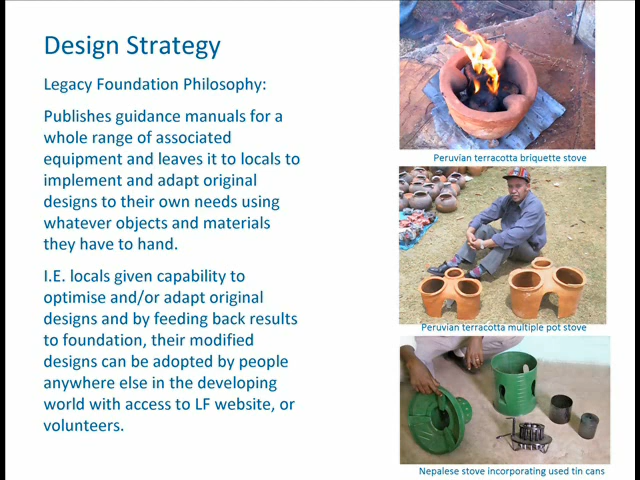 Design Strategy
Legacy Foundation Philosophy:
Publishes guidance manuals for a
whole range of associated
equipment and leaves it to locals to
implement and adapt original
designs to their own needs using
whatever objects and materials
they have to hand.
I.E. locals given capability to
optimise and/or adapt original
designs and by feeding back results
to foundation, their modified
designs can be adopted by people
anywhere else in the developing
world with access to LF website, or
volunteers.
Peruvian terracotta briquette stove
Peruvian terracotta multiple pot stove
Nepalese stove incorporating used tin cans